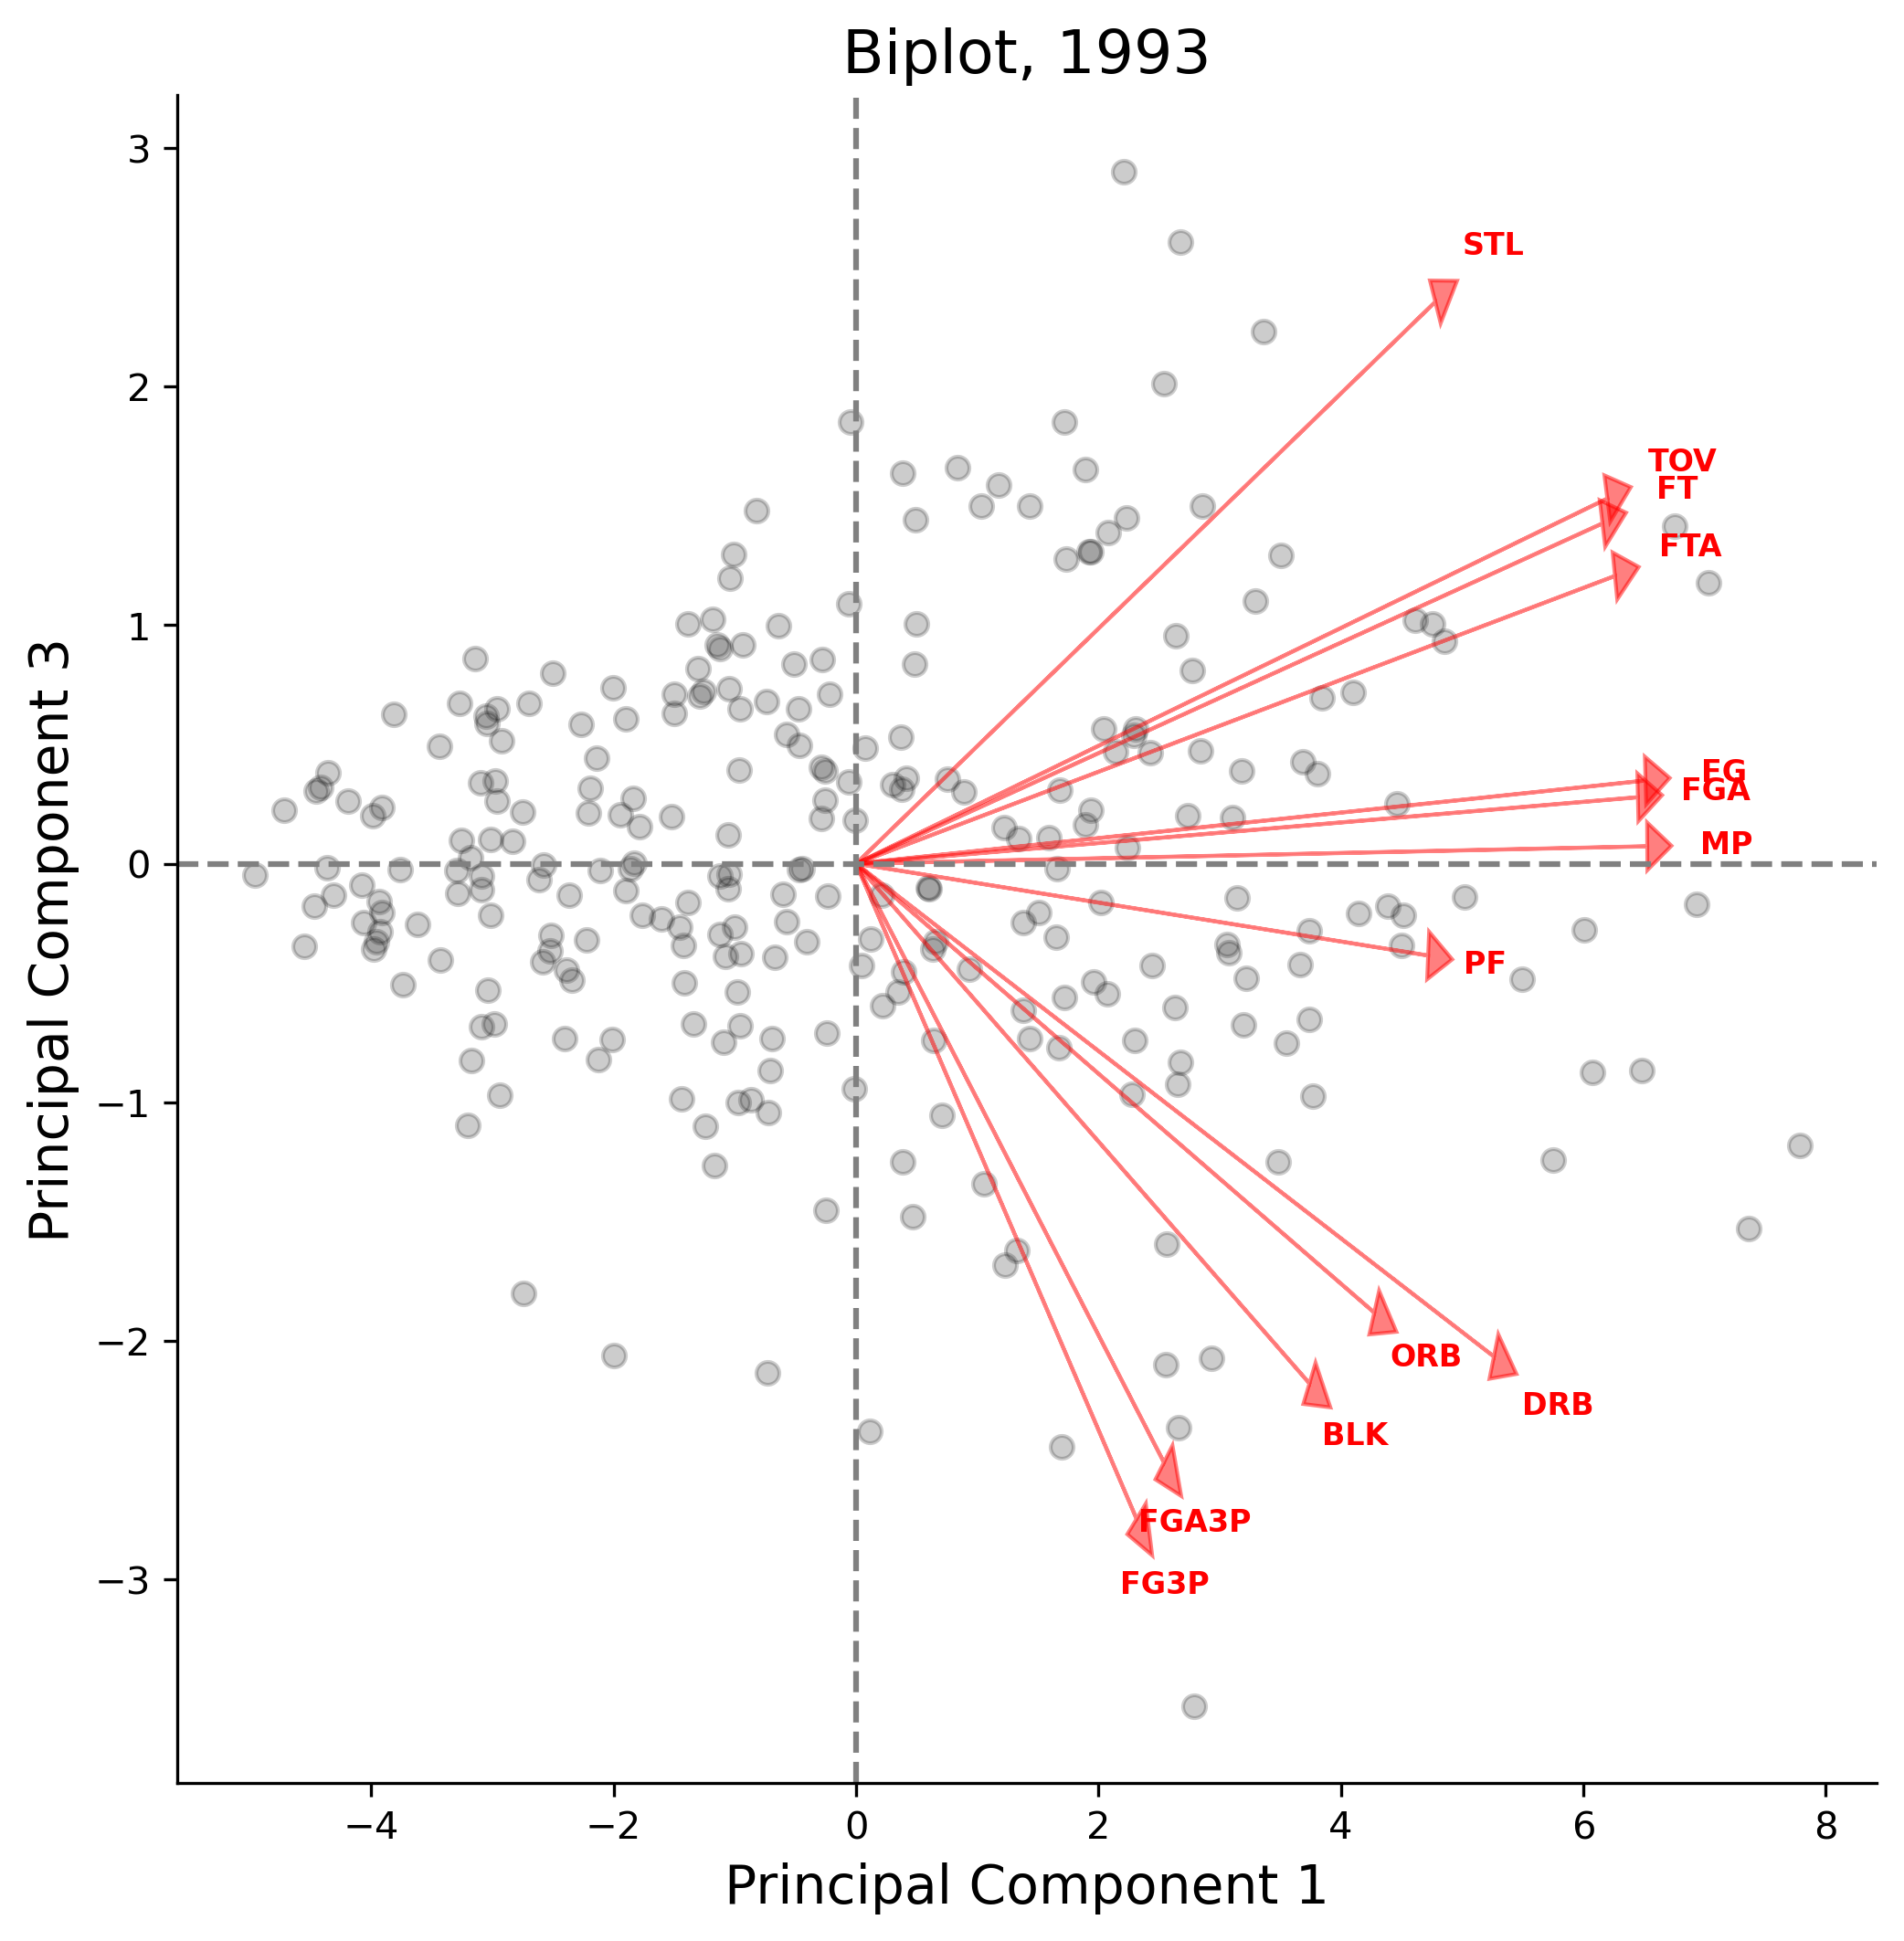 Biplot, 1993
Principal Component 3
3
2
1
0
−1
−2
−3
STL
TOV
FT
FTA
FG
FGA
MP
PF
ORB
DRB
BLK
FGA3P
FG3P
−4
−2
0
2
4
6
8
Principal Component 1